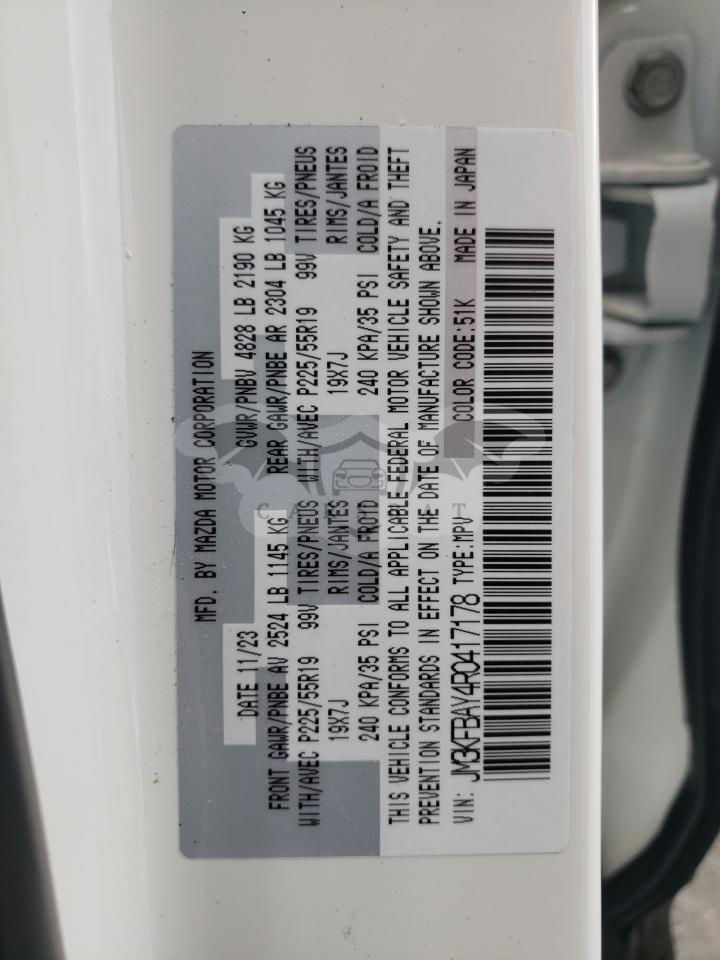 MFD. BY MAZDA MOTOR CORPORATION
DATE 11/23 GVWR/PNBV 4828 LB 2190 KG
FRONT GAWR/PNBE AV 2524 LB 1145 KG REAR GAWR/PNBE AR 2304 LB 1045 KG
WITH/AVEC P225/55R19 99V TIRES/PNEUS WITH/AVEC P225/55R19 99V TIRES/PNEUS
19X7J RIMS/JANTES 19X7J RIMS/JANTES
240 KPA/35 PSI COLD/A FROID 240 KPA/35 PSI COLD/A FROID
THIS VEHICLE CONFORMS TO ALL APPLICABLE FEDERAL MOTOR VEHICLE SAFETY AND THEFT
PREVENTION STANDARDS IN EFFECT ON THE DATE OF MANUFACTURE SHOWN ABOVE.
VIN: JM3KFBAY4R0417178 TYPE:MPV COLOR CODE:51K MADE IN JAPAN